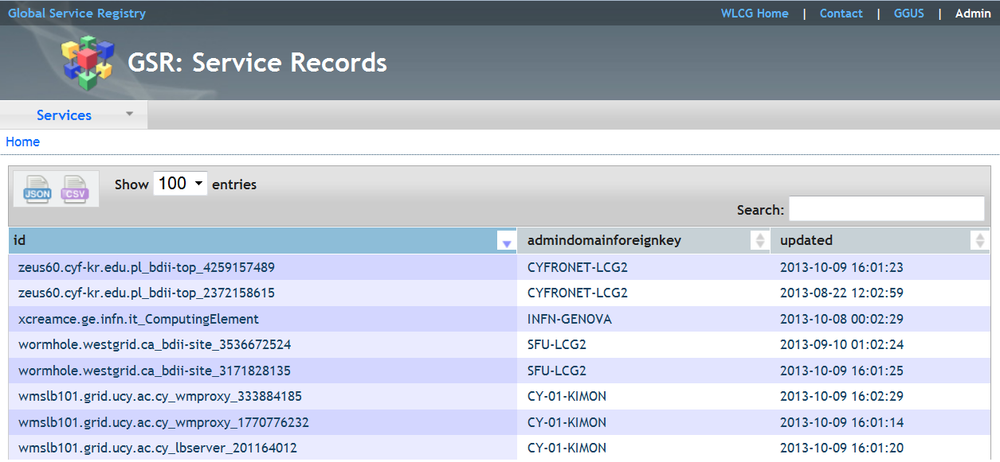 Global Service Registry WLCG Home | Contact | GGUS | Admin
GSR: Service Records
Services
Home
JSON CSV Show 100 entries
Search:
id admindomainforeignkey updated
zeus60.cyf-kr.edu.pl_bdii-top_4259157489 CYFRONET-LCG2 2013-10-09 16:01:23
zeus60.cyf-kr.edu.pl_bdii-top_2372158615 CYFRONET-LCG2 2013-08-22 12:02:59
xcreamce.ge.infn.it_ComputingElement INFN-GENOVA 2013-10-08 00:02:29
wormhole.westgrid.ca_bdii-site_3536672524 SFU-LCG2 2013-09-10 01:02:24
wormhole.westgrid.ca_bdii-site_3171828135 SFU-LCG2 2013-10-09 16:01:25
wmslb101.grid.ucy.ac.cy_wmproxy_333884185 CY-01-KIMON 2013-10-09 16:02:29
wmslb101.grid.ucy.ac.cy_wmproxy_1770776232 CY-01-KIMON 2013-10-09 16:01:14
wmslb101.grid.ucy.ac.cy_lbserver_201164012 CY-01-KIMON 2013-10-09 16:01:20